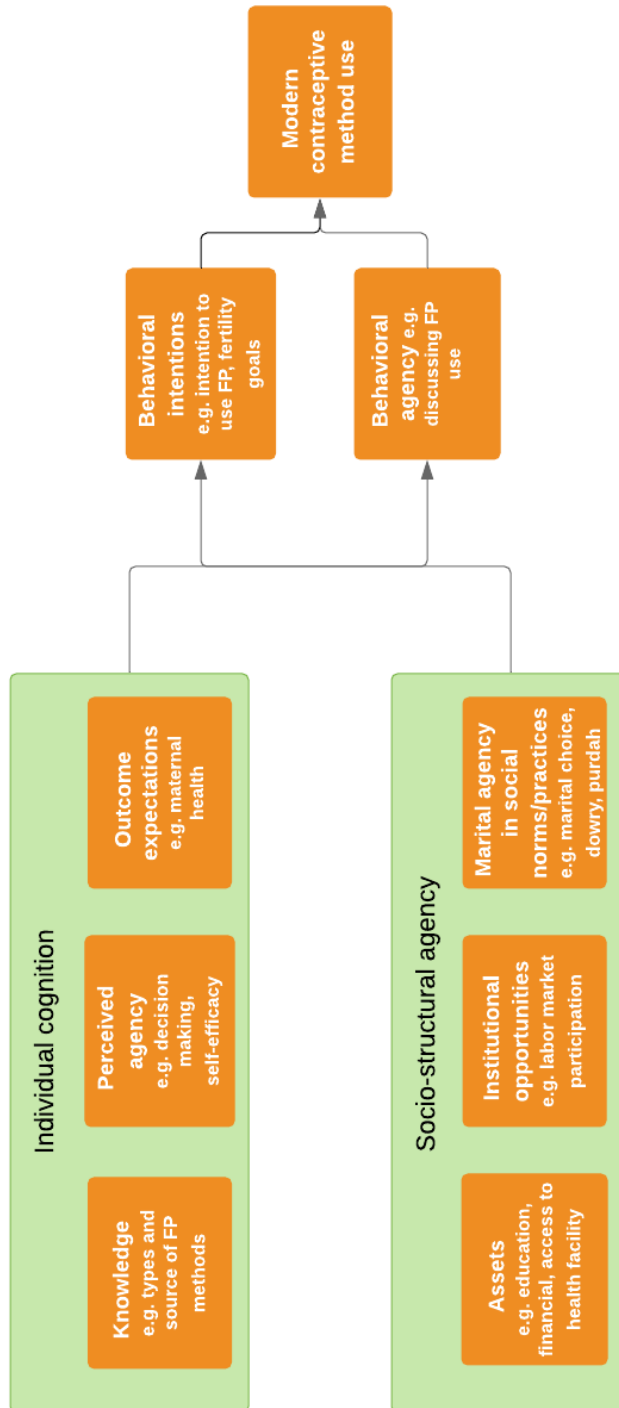 Individual cognition
Knowledge
e.g. types and
source of FP
methods
Perceived
agency
e.g. decision
making,
self-efficacy
Outcome
expectations
e.g. maternal
health
Socio-structural agency
Assets
e.g. education,
financial, access to
health facility
Institutional
opportunities
e.g. labor market
participation
Marital agency
in social
norms/practices
e.g. marital choice,
dowry, purdah
Behavioral
intentions
e.g. intention to
use FP, fertility
goals
Behavioral
agency e.g.
discussing FP
use
Modern
contraceptive
method use